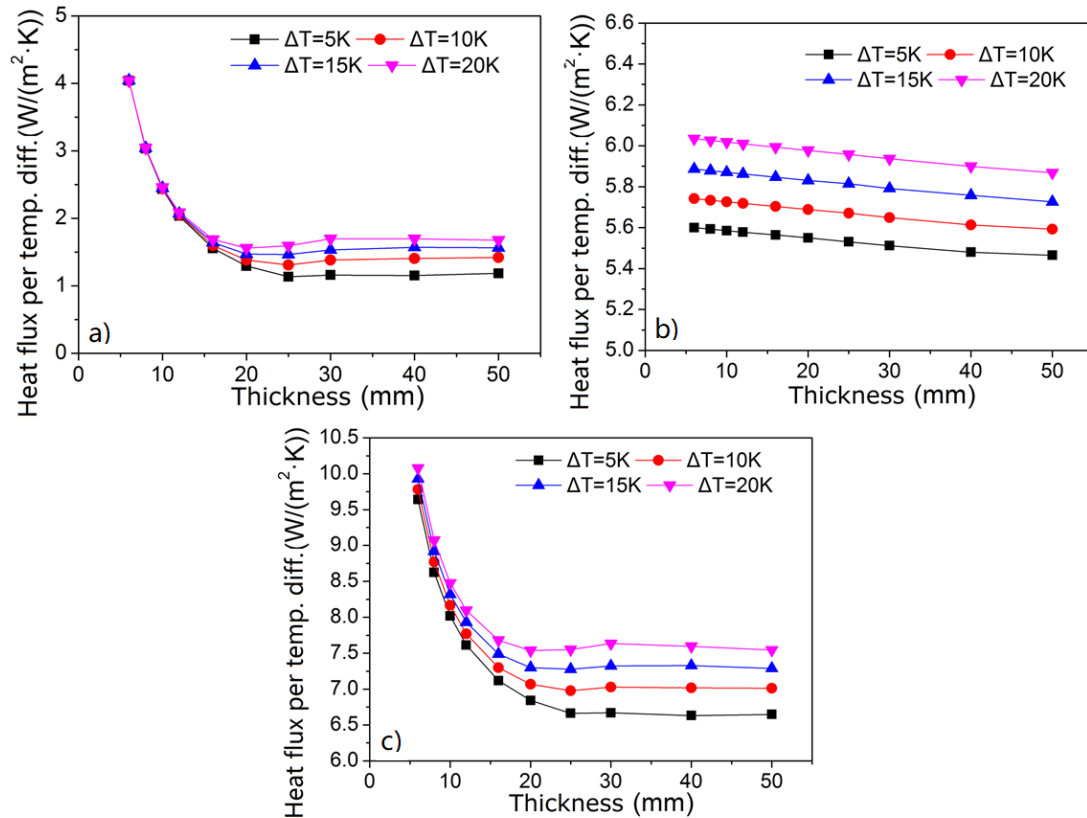 Heat flux per temp. diff.(W/(m²·K))
5
4
3
2
1
0
ΔT=5K ΔT=10K
ΔT=15K ΔT=20K
a)
0 10 20 30 40 50
Thickness (mm)
Heat flux per temp. diff.(W/(m²·K))
6.6
6.4
6.2
6.0
5.8
5.6
5.4
5.2
5.0
ΔT=5K ΔT=10K
ΔT=15K ΔT=20K
b)
0 10 20 30 40 50
Thickness (mm)
Heat flux per temp. diff.(W/(m²·K))
10.5
10.0
9.5
9.0
8.5
8.0
7.5
7.0
6.5
6.0
ΔT=5K ΔT=10K
ΔT=15K ΔT=20K
c)
0 10 20 30 40 50
Thickness (mm)